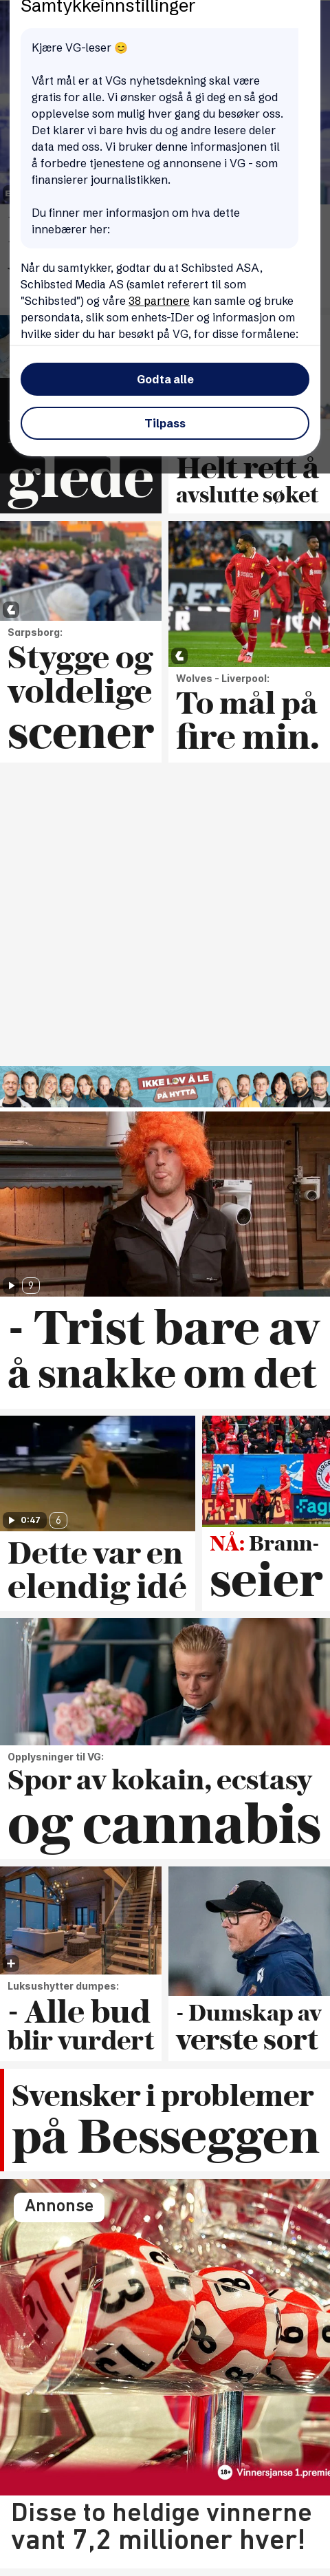 Samtykkeinnstillinger
Kjære VG-leser 😊
Vårt mål er at VGs nyhetsdekning skal være
gratis for alle. Vi ønsker også å gi deg en så god
opplevelse som mulig hver gang du besøker oss.
Det klarer vi bare hvis du og andre lesere deler
data med oss. Vi bruker denne informasjonen til
å forbedre tjenestene og annonsene i VG - som
finansierer journalistikken.
Du finner mer informasjon om hva dette
innebærer her:
Når du samtykker, godtar du at Schibsted ASA,
Schibsted Media AS (samlet referert til som
"Schibsted") og våre 38 partnere kan samle og bruke
persondata, slik som enhets-IDer og informasjon om
hvilke sider du har besøkt på VG, for disse formålene:
Godta alle
Tilpass
glede
Helt rett å
avslutte søket
Sarpsborg:
Stygge og
voldelige
scener
11
Wolves - Liverpool:
To mål på
fire min.
IKKE LOV Å LE
PÅ HYTTA
9
- Trist bare av
å snakke om det
0:47
6
Dette var en
elendig idé
NÅ: Brann-
seier
Opplysninger til VG:
Spor av kokain, ecstasy
og cannabis
Luksushytter dumpes:
- Alle bud
blir vurdert
- Dumskap av
verste sort
Svensker i problemer
på Besseggen
Annonse
18+ Vinnersjanse 1.premie
Disse to heldige vinnerne
vant 7,2 millioner hver!